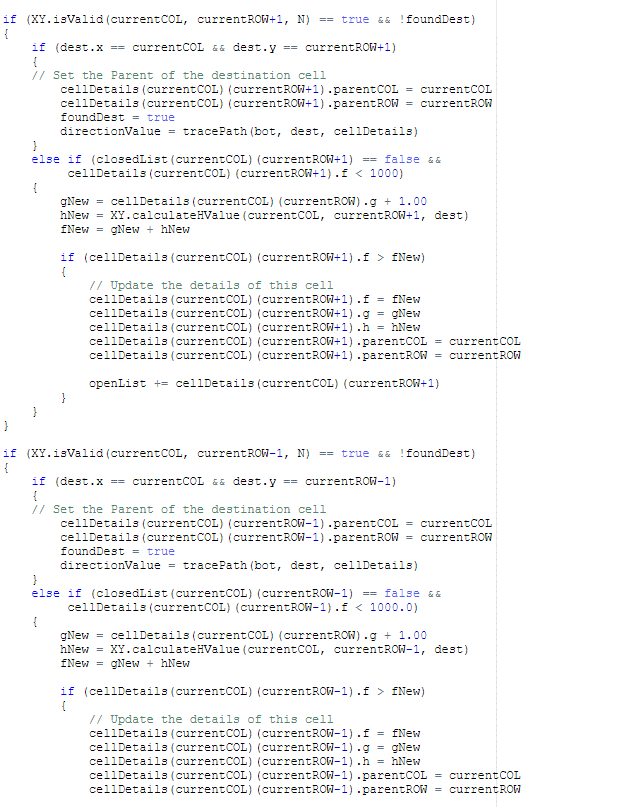 if (XY.isValid(currentCOL, currentROW+1, N) == true && !foundDest)
{
if (dest.x == currentCOL && dest.y == currentROW+1)
{
// Set the Parent of the destination cell
cellDetails(currentCOL)(currentROW+1).parentCOL = currentCOL
cellDetails(currentCOL)(currentROW+1).parentROW = currentROW
foundDest = true
directionValue = tracePath(bot, dest, cellDetails)
}
else if (closedList(currentCOL)(currentROW+1) == false &&
cellDetails(currentCOL)(currentROW+1).f < 1000)
{
gNew = cellDetails(currentCOL)(currentROW).g + 1.00
hNew = XY.calculateHValue(currentCOL, currentROW+1, dest)
fNew = gNew + hNew
if (cellDetails(currentCOL)(currentROW+1).f > fNew)
{
// Update the details of this cell
cellDetails(currentCOL)(currentROW+1).f = fNew
cellDetails(currentCOL)(currentROW+1).g = gNew
cellDetails(currentCOL)(currentROW+1).h = hNew
cellDetails(currentCOL)(currentROW+1).parentCOL = currentCOL
cellDetails(currentCOL)(currentROW+1).parentROW = currentROW
openList += cellDetails(currentCOL)(currentROW+1)
}
}
}
if (XY.isValid(currentCOL, currentROW-1, N) == true && !foundDest)
{
if (dest.x == currentCOL && dest.y == currentROW-1)
{
// Set the Parent of the destination cell
cellDetails(currentCOL)(currentROW-1).parentCOL = currentCOL
cellDetails(currentCOL)(currentROW-1).parentROW = currentROW
foundDest = true
directionValue = tracePath(bot, dest, cellDetails)
}
else if (closedList(currentCOL)(currentROW-1) == false &&
cellDetails(currentCOL)(currentROW-1).f < 1000.0)
{
gNew = cellDetails(currentCOL)(currentROW).g + 1.00
hNew = XY.calculateHValue(currentCOL, currentROW-1, dest)
fNew = gNew + hNew
if (cellDetails(currentCOL)(currentROW-1).f > fNew)
{
// Update the details of this cell
cellDetails(currentCOL)(currentROW-1).f = fNew
cellDetails(currentCOL)(currentROW-1).g = gNew
cellDetails(currentCOL)(currentROW-1).h = hNew
cellDetails(currentCOL)(currentROW-1).parentCOL = currentCOL
cellDetails(currentCOL)(currentROW-1).parentROW = currentROW